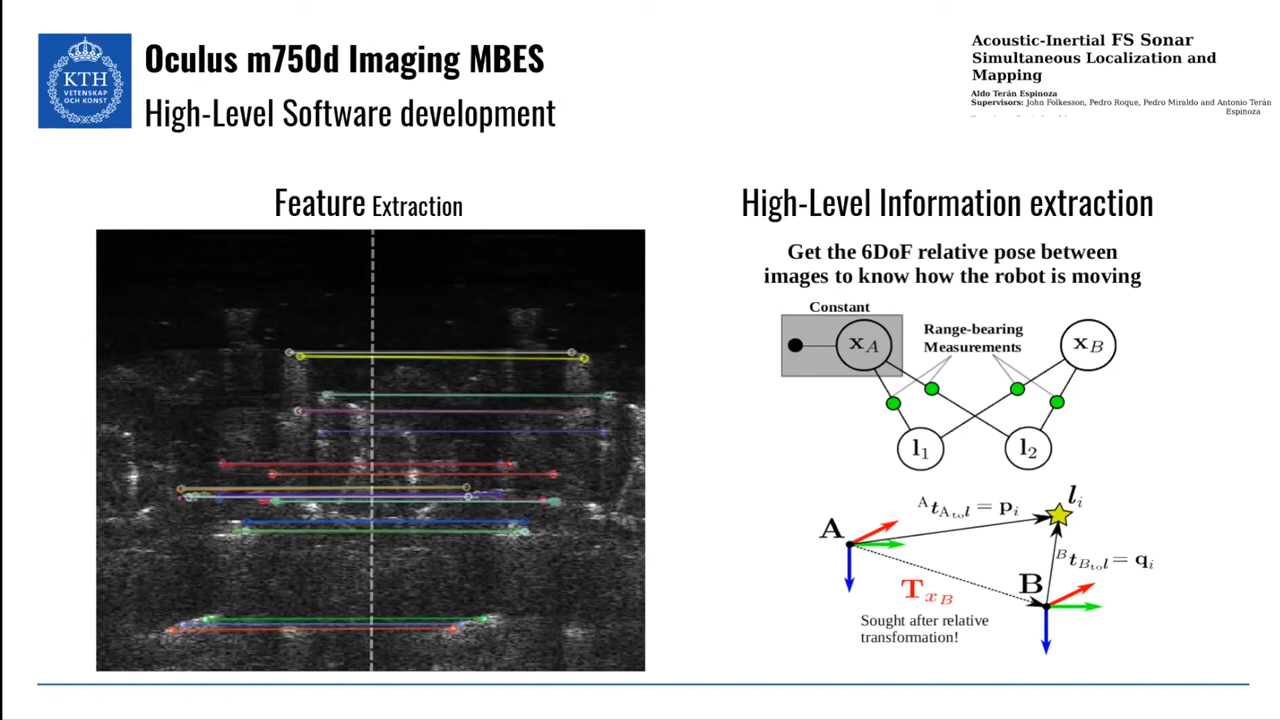 KTH
VETENSKAP
OCH KONST
Oculus m750d Imaging MBES
High-Level Software development
Acoustic-Inertial FS Sonar
Simultaneous Localization and
Mapping
Aldo Terán Espinoza
Supervisors: John Folkesson, Pedro Roque, Pedro Miraldo and Antonio Terán
Espinoza
Feature Extraction
High-Level Information extraction
Get the 6DoF relative pose between
images to know how the robot is moving
Constant
Range-bearing
Measurements
x_A
x_B
l_1
l_2
^A t_{A_{to} l} = p_i
l_i
A
^B t_{B_{to} l} = q_i
B
T_{x_B}
Sought after relative
transformation!